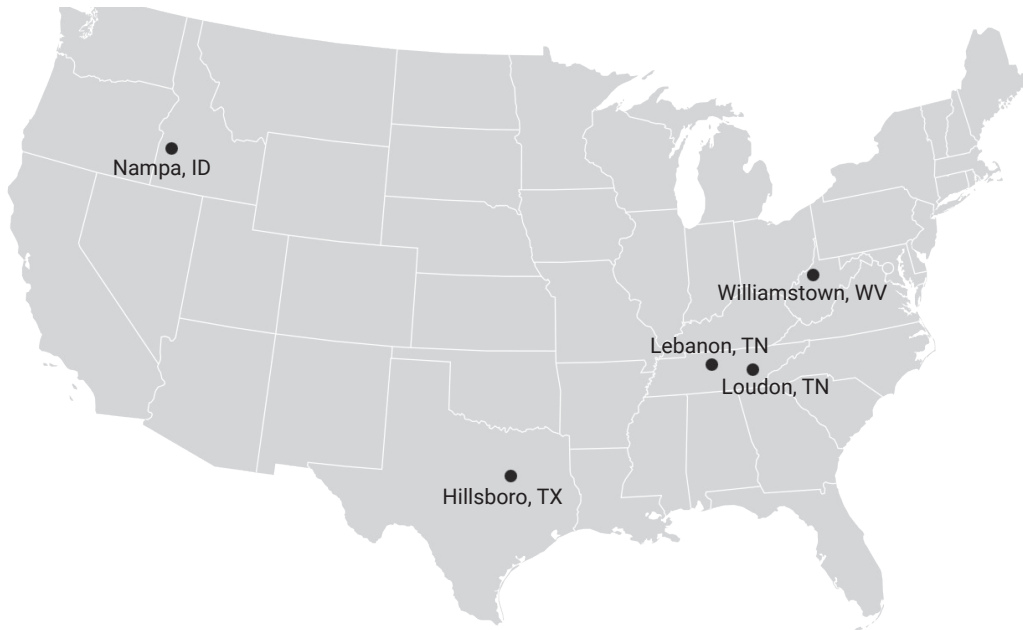 Nampa, ID
Williamstown, WV
Lebanon, TN
Loudon, TN
Hillsboro, TX